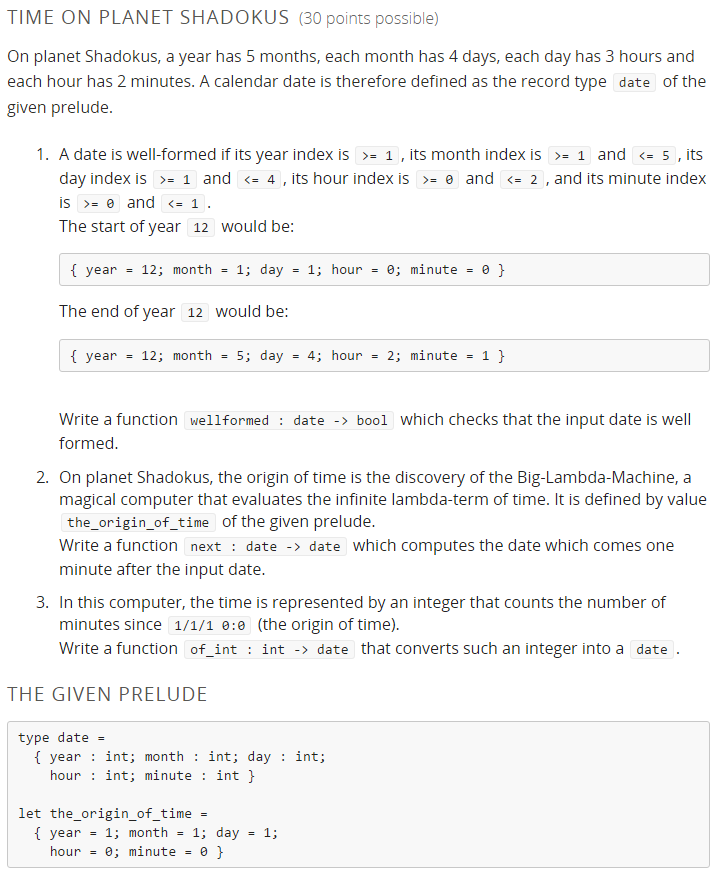 TIME ON PLANET SHADOKUS (30 points possible)
On planet Shadokus, a year has 5 months, each month has 4 days, each day has 3 hours and
each hour has 2 minutes. A calendar date is therefore defined as the record type date of the
given prelude.
1. A date is well-formed if its year index is >= 1 , its month index is >= 1 and <= 5 , its
day index is >= 1 and <= 4 , its hour index is >= 0 and <= 2 , and its minute index
is >= 0 and <= 1 .
The start of year 12 would be:
{ year = 12; month = 1; day = 1; hour = 0; minute = 0 }
The end of year 12 would be:
{ year = 12; month = 5; day = 4; hour = 2; minute = 1 }
Write a function wellformed : date -> bool which checks that the input date is well
formed.
2. On planet Shadokus, the origin of time is the discovery of the Big-Lambda-Machine, a
magical computer that evaluates the infinite lambda-term of time. It is defined by value
the_origin_of_time of the given prelude.
Write a function next : date -> date which computes the date which comes one
minute after the input date.
3. In this computer, the time is represented by an integer that counts the number of
minutes since 1/1/1 0:0 (the origin of time).
Write a function of_int : int -> date that converts such an integer into a date .
THE GIVEN PRELUDE
type date =
{ year : int; month : int; day : int;
hour : int; minute : int }
let the_origin_of_time =
{ year = 1; month = 1; day = 1;
hour = 0; minute = 0 }